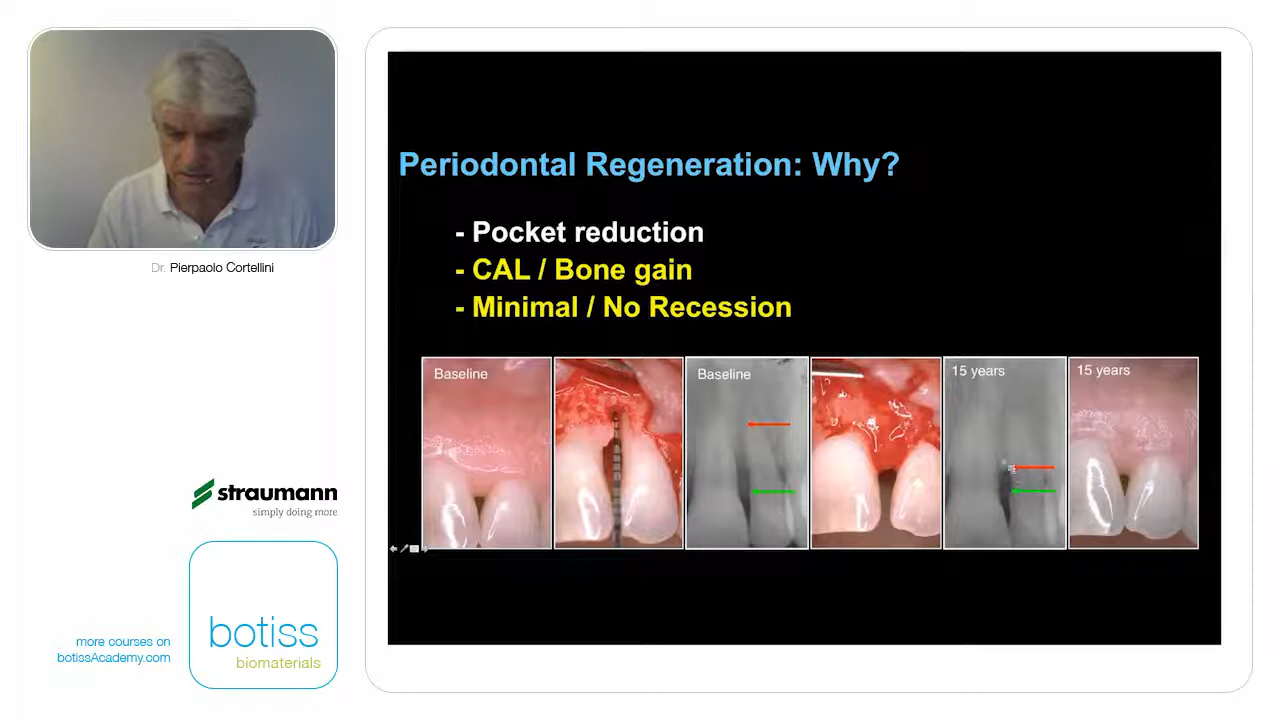 Dr. Pierpaolo Cortellini
straumann
simply doing more
more courses on
botissAcademy.com
botiss
biomaterials
Periodontal Regeneration: Why?
- Pocket reduction
- CAL / Bone gain
- Minimal / No Recession
Baseline
Baseline
15 years
15 years